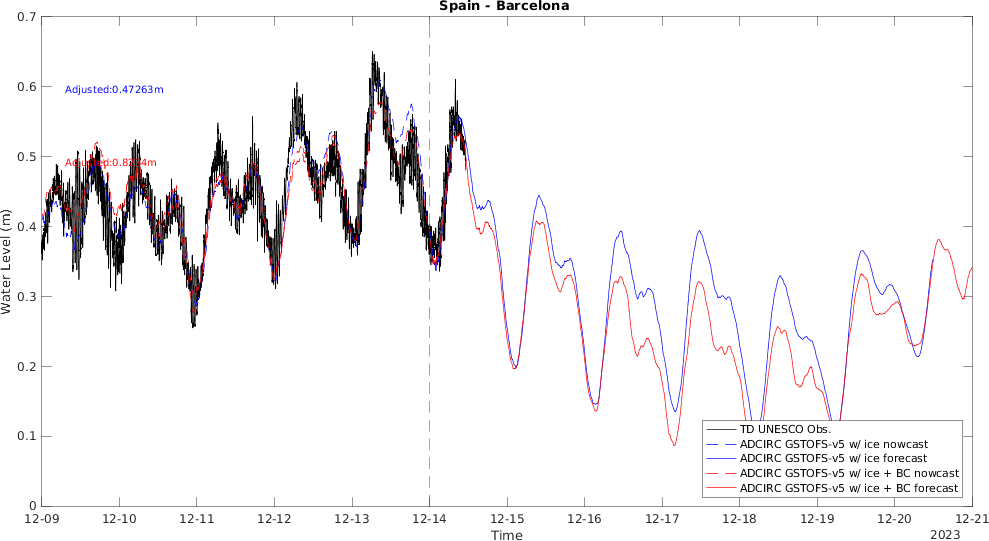 Spain - Barcelona
0.7
0.6
0.5
0.4
0.3
0.2
0.1
0
Water Level (m)
Adjusted:0.47263m
TD UNESCO Obs.
ADCIRC GSTOFS-v5 w/ ice nowcast
ADCIRC GSTOFS-v5 w/ ice forecast
ADCIRC GSTOFS-v5 w/ ice + BC nowcast
ADCIRC GSTOFS-v5 w/ ice + BC forecast
12-09 12-10 12-11 12-12 12-13 12-14 12-15 12-16 12-17 12-18 12-19 12-20 12-21
Time
2023